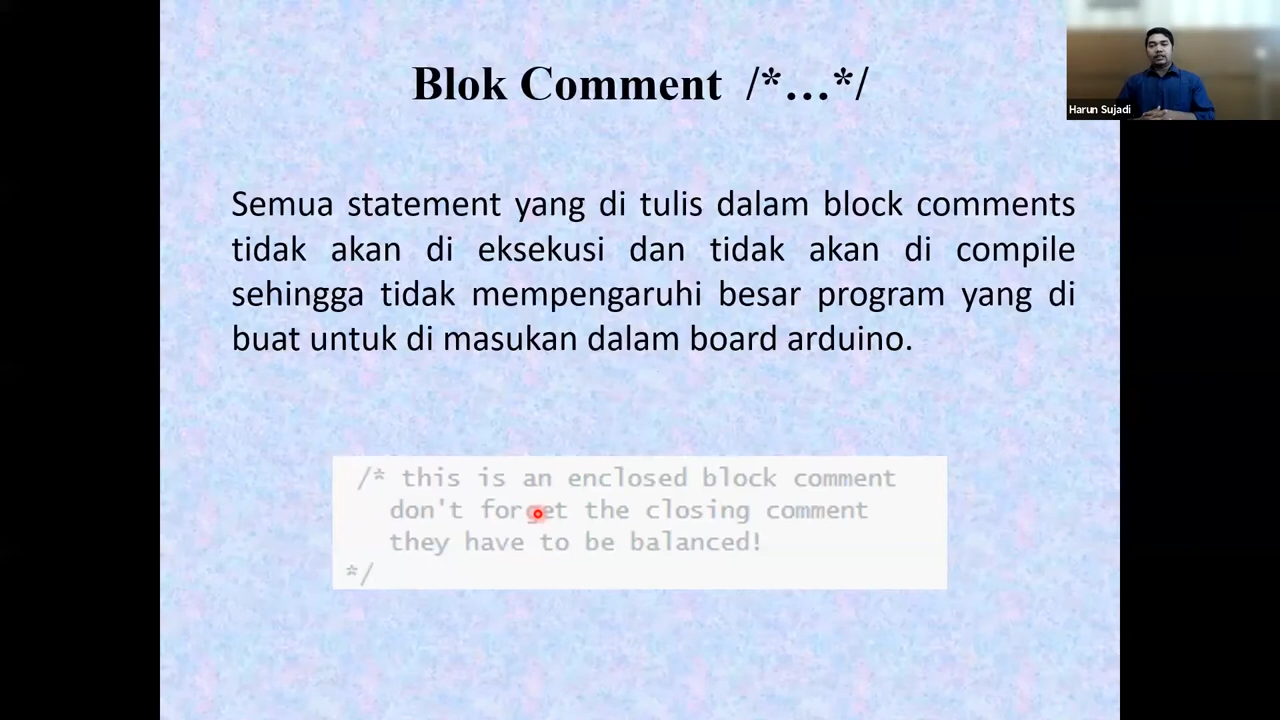 Blok Comment /*…*/
Harun Sujadi
Semua statement yang di tulis dalam block comments
tidak akan di eksekusi dan tidak akan di compile
sehingga tidak mempengaruhi besar program yang di
buat untuk di masukan dalam board arduino.
/* this is an enclosed block comment
don't forget the closing comment
they have to be balanced!
*/